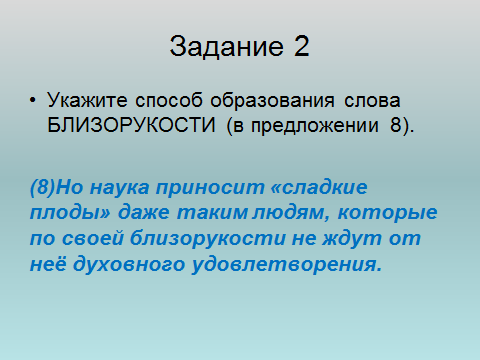 Задание 2
• Укажите способ образования слова
БЛИЗОРУКОСТИ (в предложении 8).
(8)Но наука приносит «сладкие
плоды» даже таким людям, которые
по своей близорукости не ждут от
неё духовного удовлетворения.